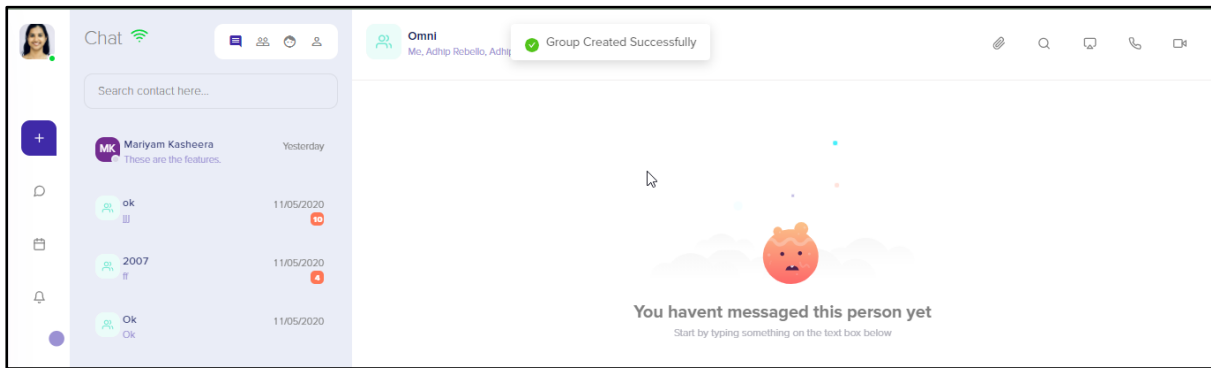 Chat
Search contact here...
MK
Mariyam Kasheera
Yesterday
These are the features.
ok
11/05/2020
10
2007
11/05/2020
ff
4
Ok
11/05/2020
Ok
Omni
Me, Adhip Rebello, Adhip
Group Created Successfully
You havent messaged this person yet
Start by typing something on the text box below